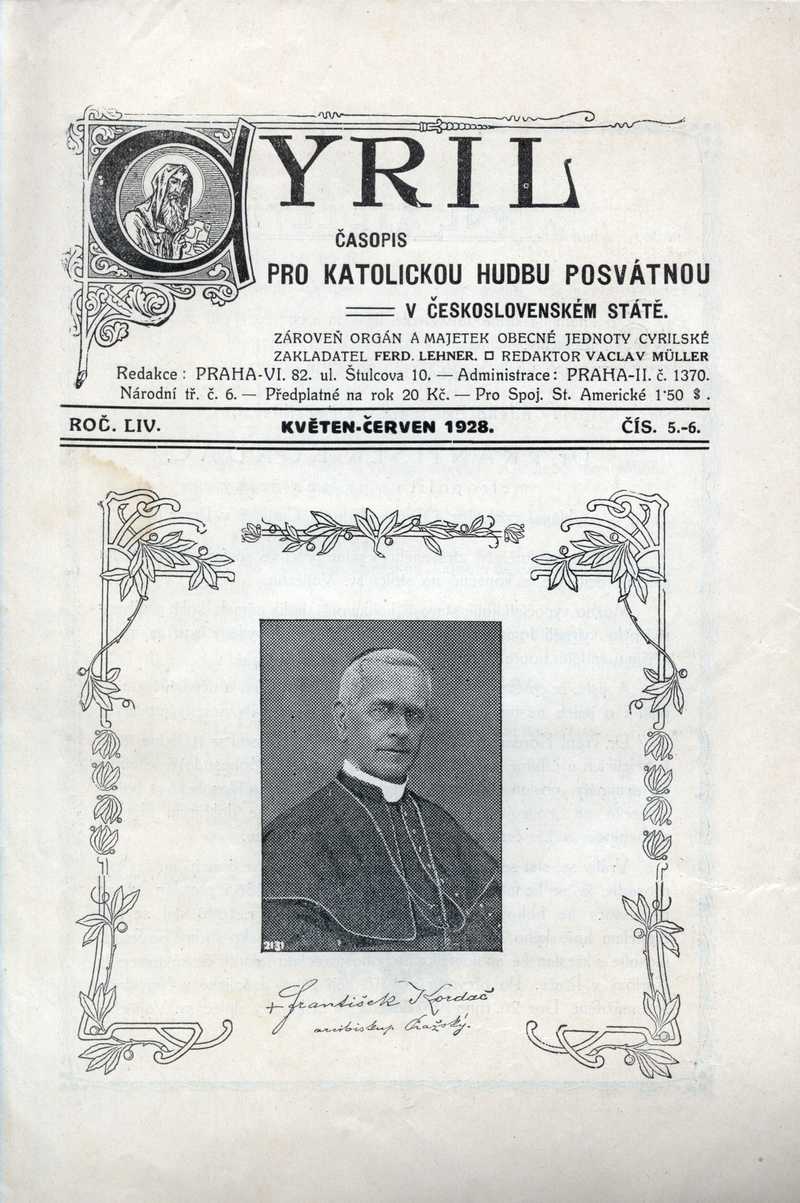 CYRIL
ČASOPIS
PRO KATOLICKOU HUDBU POSVÁTNOU
V ČESKOSLOVENSKÉM STÁTĚ.
ZÁROVEŇ ORGÁN A MAJETEK OBECNÉ JEDNOTY CYRILSKÉ
ZAKLADATEL FERD. LEHNER. □ REDAKTOR VACLAV MÜLLER
Redakce: PRAHA-VI. 82. ul. Štulcova 10. — Administrace: PRAHA-II. č. 1370.
Národní tř. č. 6. — Předplatné na rok 20 Kč. — Pro Spoj. St. Americké 1·50 $.
ROČ. LIV. KVĚTEN-ČERVEN 1928. ČÍS. 5.-6.
2131
+ František Kordač
arcibiskup Pražský.